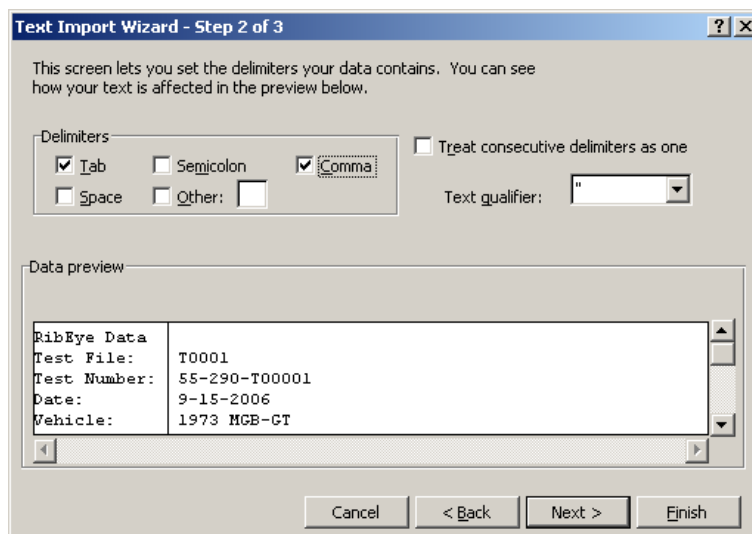 Text Import Wizard - Step 2 of 3
This screen lets you set the delimiters your data contains. You can see
how your text is affected in the preview below.
Delimiters
Tab Semicolon Comma
Space Other:
Treat consecutive delimiters as one
Text qualifier: "
Data preview
RibEye Data
Test File: T0001
Test Number: 55-290-T00001
Date: 9-15-2006
Vehicle: 1973 MGB-GT
Cancel < Back Next > Finish